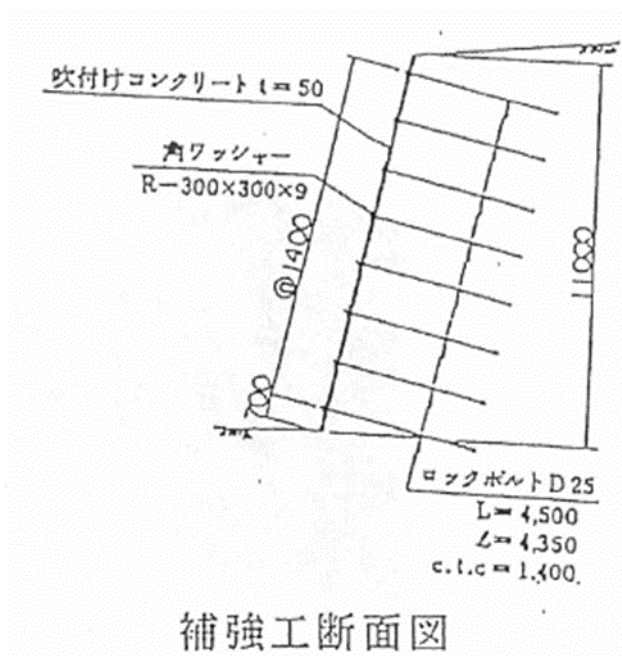 吹付けコンクリート t=50
角ワッシャー
R-300×300×9
@1400
ロックボルトD25
L=4,500
ℓ=4,350
c.t.c=1.400
補強工断面図